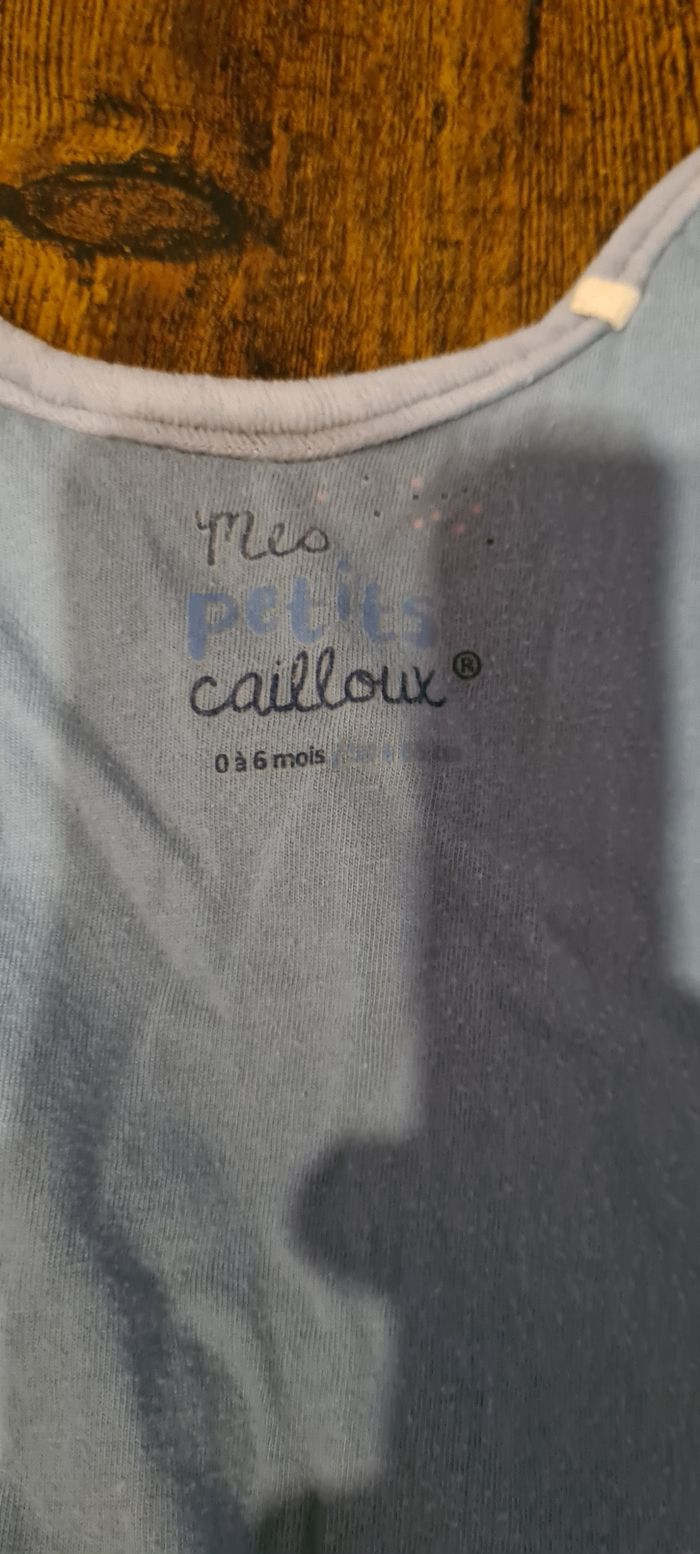 Mes
petits
cailloux®
0 à 6 mois